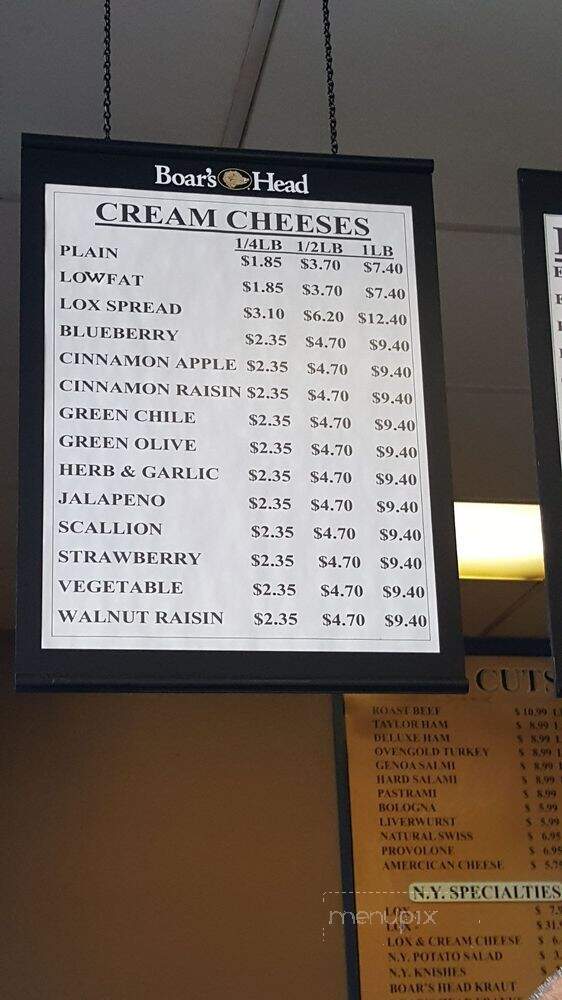 Boar's Head
CREAM CHEESES
1/4LB 1/2LB 1LB
PLAIN $1.85 $3.70 $7.40
LOWFAT $1.85 $3.70 $7.40
LOX SPREAD $3.10 $6.20 $12.40
BLUEBERRY $2.35 $4.70 $9.40
CINNAMON APPLE $2.35 $4.70 $9.40
CINNAMON RAISIN $2.35 $4.70 $9.40
GREEN CHILE $2.35 $4.70 $9.40
GREEN OLIVE $2.35 $4.70 $9.40
HERB & GARLIC $2.35 $4.70 $9.40
JALAPENO $2.35 $4.70 $9.40
SCALLION $2.35 $4.70 $9.40
STRAWBERRY $2.35 $4.70 $9.40
VEGETABLE $2.35 $4.70 $9.40
WALNUT RAISIN $2.35 $4.70 $9.40
CUTS
ROAST BEEF $ 10.99
TAYLOR HAM $ 8.99
DELUXE HAM $ 8.99
OVENGOLD TURKEY $ 8.99
GENOA SALMI $ 8.99
HARD SALAMI $ 8.99
PASTRAMI $ 8.99
BOLOGNA $ 5.99
LIVERWURST $ 5.99
NATURAL SWISS $ 6.95
PROVOLONE $ 6.95
AMERCICAN CHEESE $ 5.75
N.Y. SPECIALTIES
LOX
menupix
LOX
LOX & CREAM CHEESE $
N.Y. POTATO SALAD $
N.Y. KNISHES $
BOAR'S HEAD KRAUT